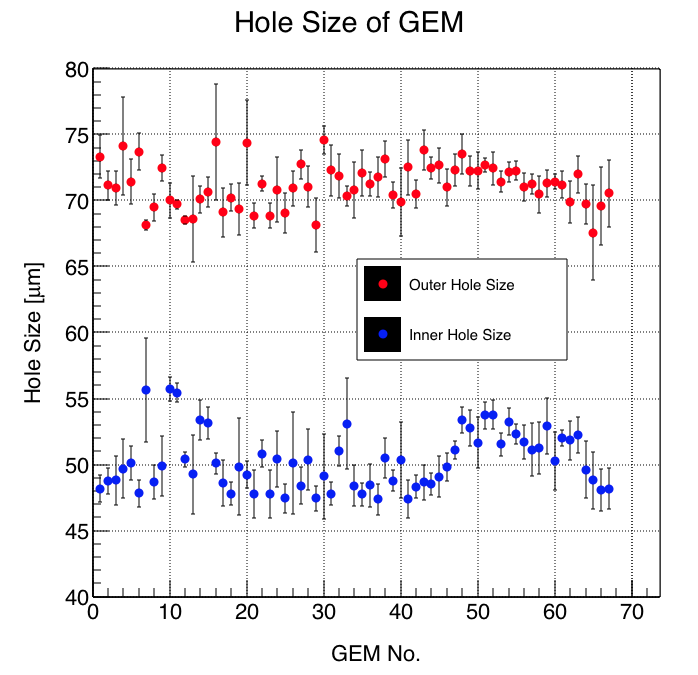 Hole Size of GEM
80
75
70
65
60
55
50
45
40
Hole Size [μm]
Outer Hole Size
Inner Hole Size
0 10 20 30 40 50 60 70
GEM No.